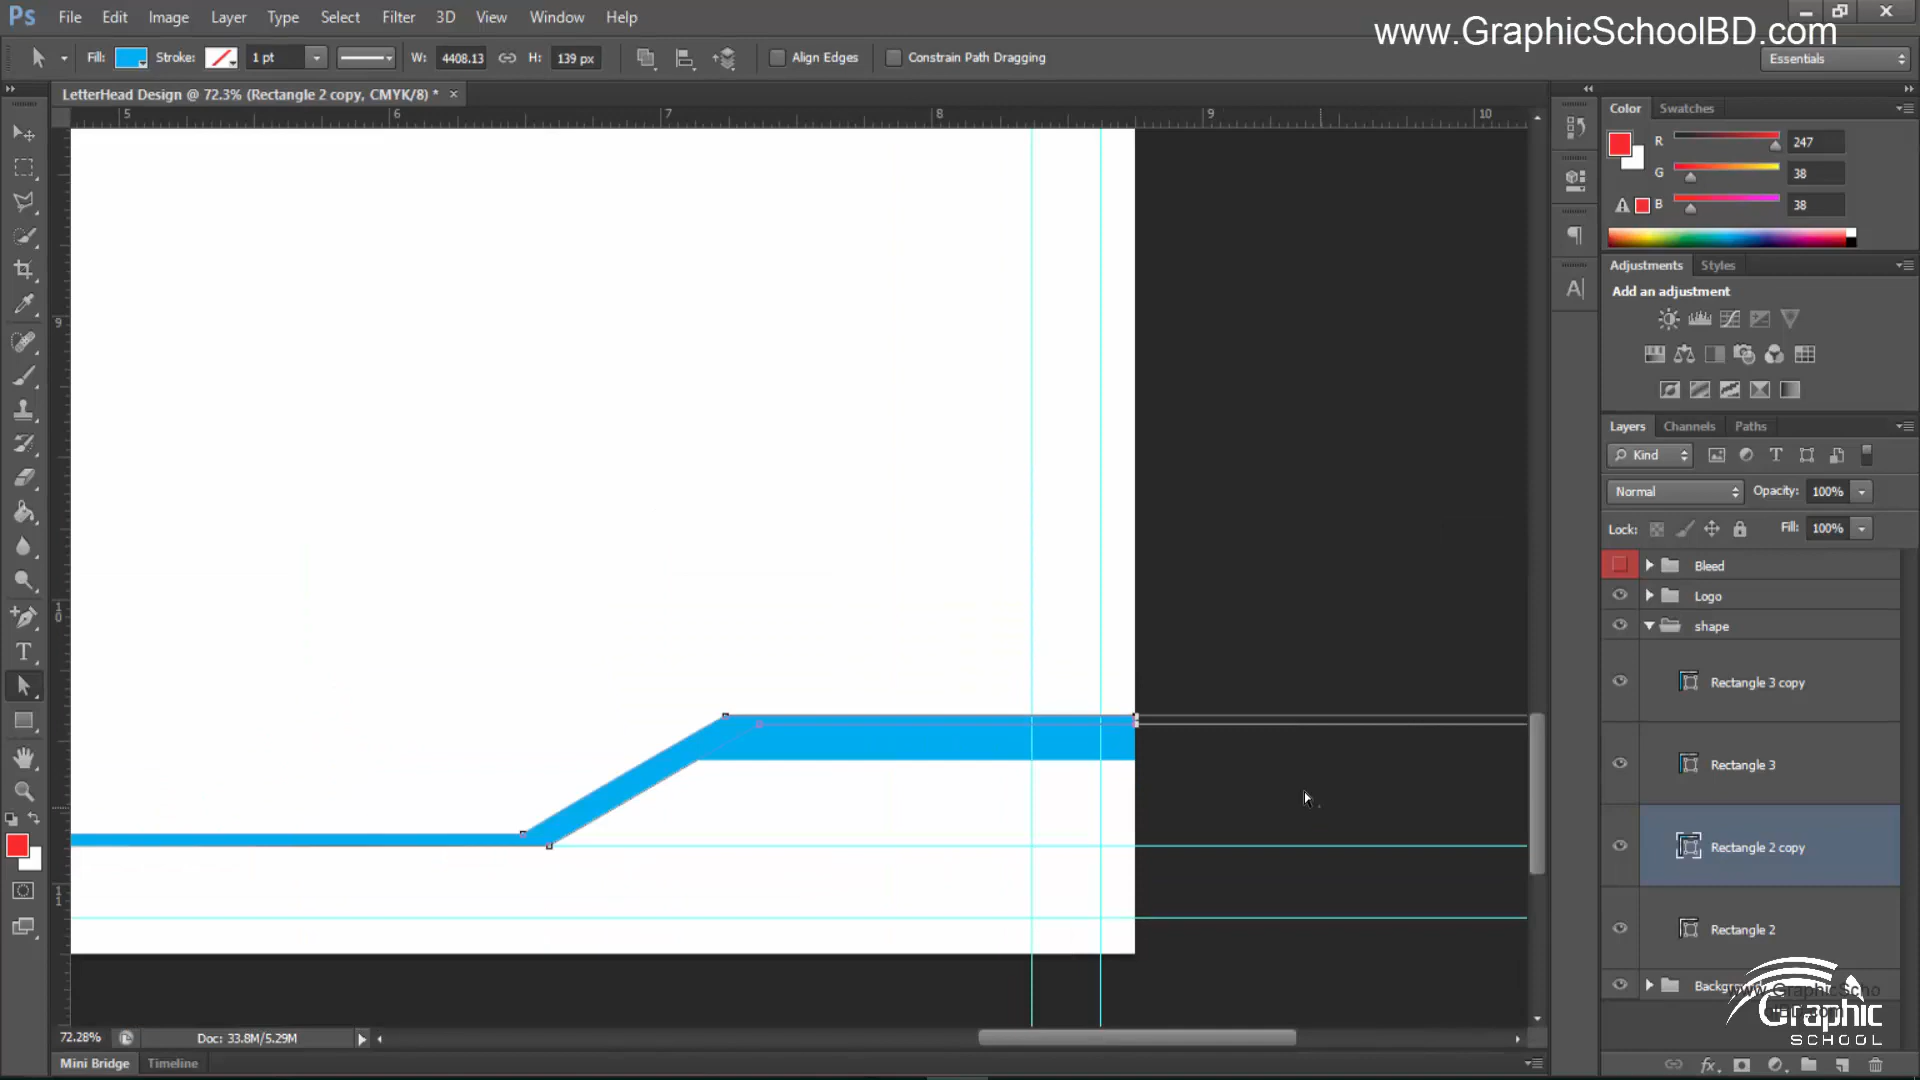 Ps File Edit Image Layer Type Select Filter 3D View Window Help
www.GraphicSchoolBD.com
Fill: Stroke: 1 pt W: 4408.13 H: 139 px Align Edges Constrain Path Dragging Essentials
LetterHead Design @ 72.3% (Rectangle 2 copy, CMYK/8) * ×
5 6 7 8 9 10
9
10
11
Color Swatches
R 247
G 38
B 38
Adjustments Styles
Add an adjustment
Layers Channels Paths
Kind
Normal Opacity: 100%
Lock: Fill: 100%
Bleed
Logo
shape
Rectangle 3 copy
Rectangle 3
Rectangle 2 copy
Rectangle 2
Graphic
SCHOOL
72.28% Doc: 33.8M/5.29M
Mini Bridge Timeline